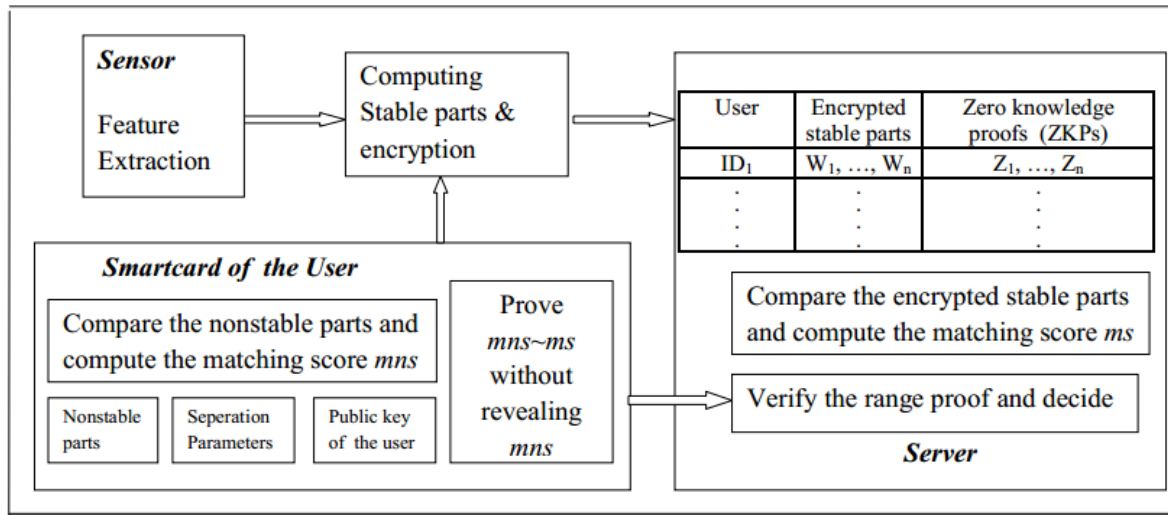 Sensor
Feature
Extraction
Computing
Stable parts &
encryption
User
Encrypted
stable parts
Zero knowledge
proofs (ZKPs)
ID1
W1, …, Wn
Z1, …, Zn
.
.
.
.
.
.
.
.
.
.
.
.
Smartcard of the User
Compare the nonstable parts and
compute the matching score mns
Nonstable
parts
Seperation
Parameters
Public key
of the user
Prove
mns~ms
without
revealing
mns
Compare the encrypted stable parts
and compute the matching score ms
Verify the range proof and decide
Server